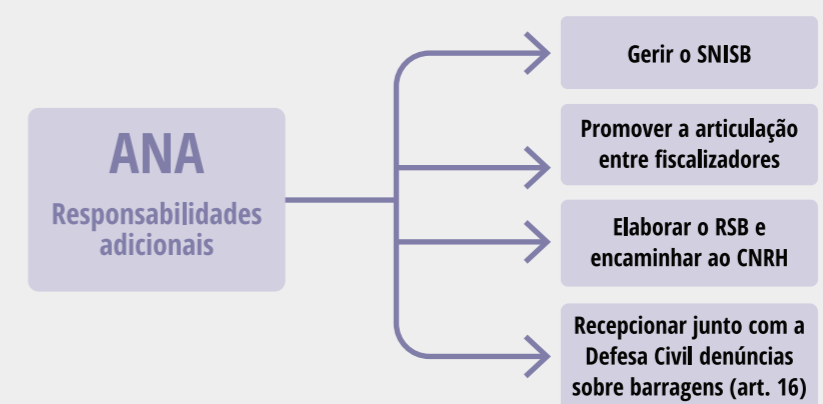 ANA
Responsabilidades
adicionais
Gerir o SNISB
Promover a articulação
entre fiscalizadores
Elaborar o RSB e
encaminhar ao CNRH
Recepcionar junto com a
Defesa Civil denúncias
sobre barragens (art. 16)